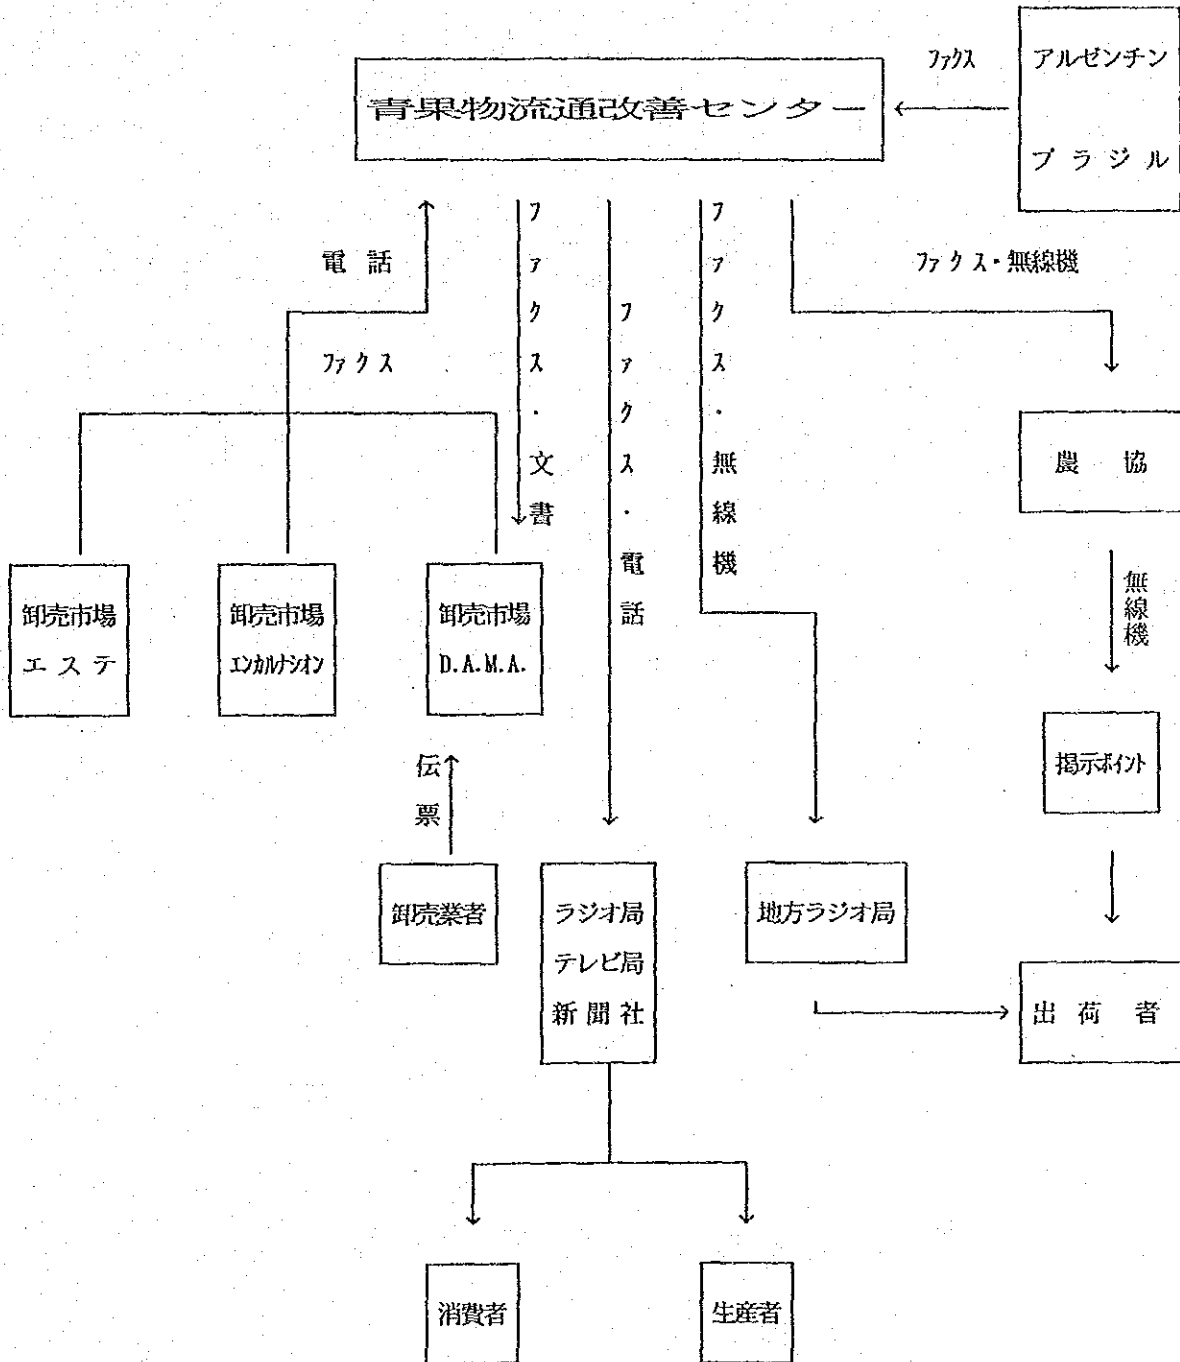 ファクス
アルゼンチン
ブラジル
青果物流通改善センター
電話
ファクス
ファクス・文書
ファクス・電話
ファクス・無線機
ファクス・無線機
農協
無線機
卸売市場
エステ
卸売市場
エンカルナシオン
卸売市場
D.A.M.A.
掲示ポイント
伝票
卸売業者
ラジオ局
テレビ局
新聞社
地方ラジオ局
出荷者
消費者
生産者